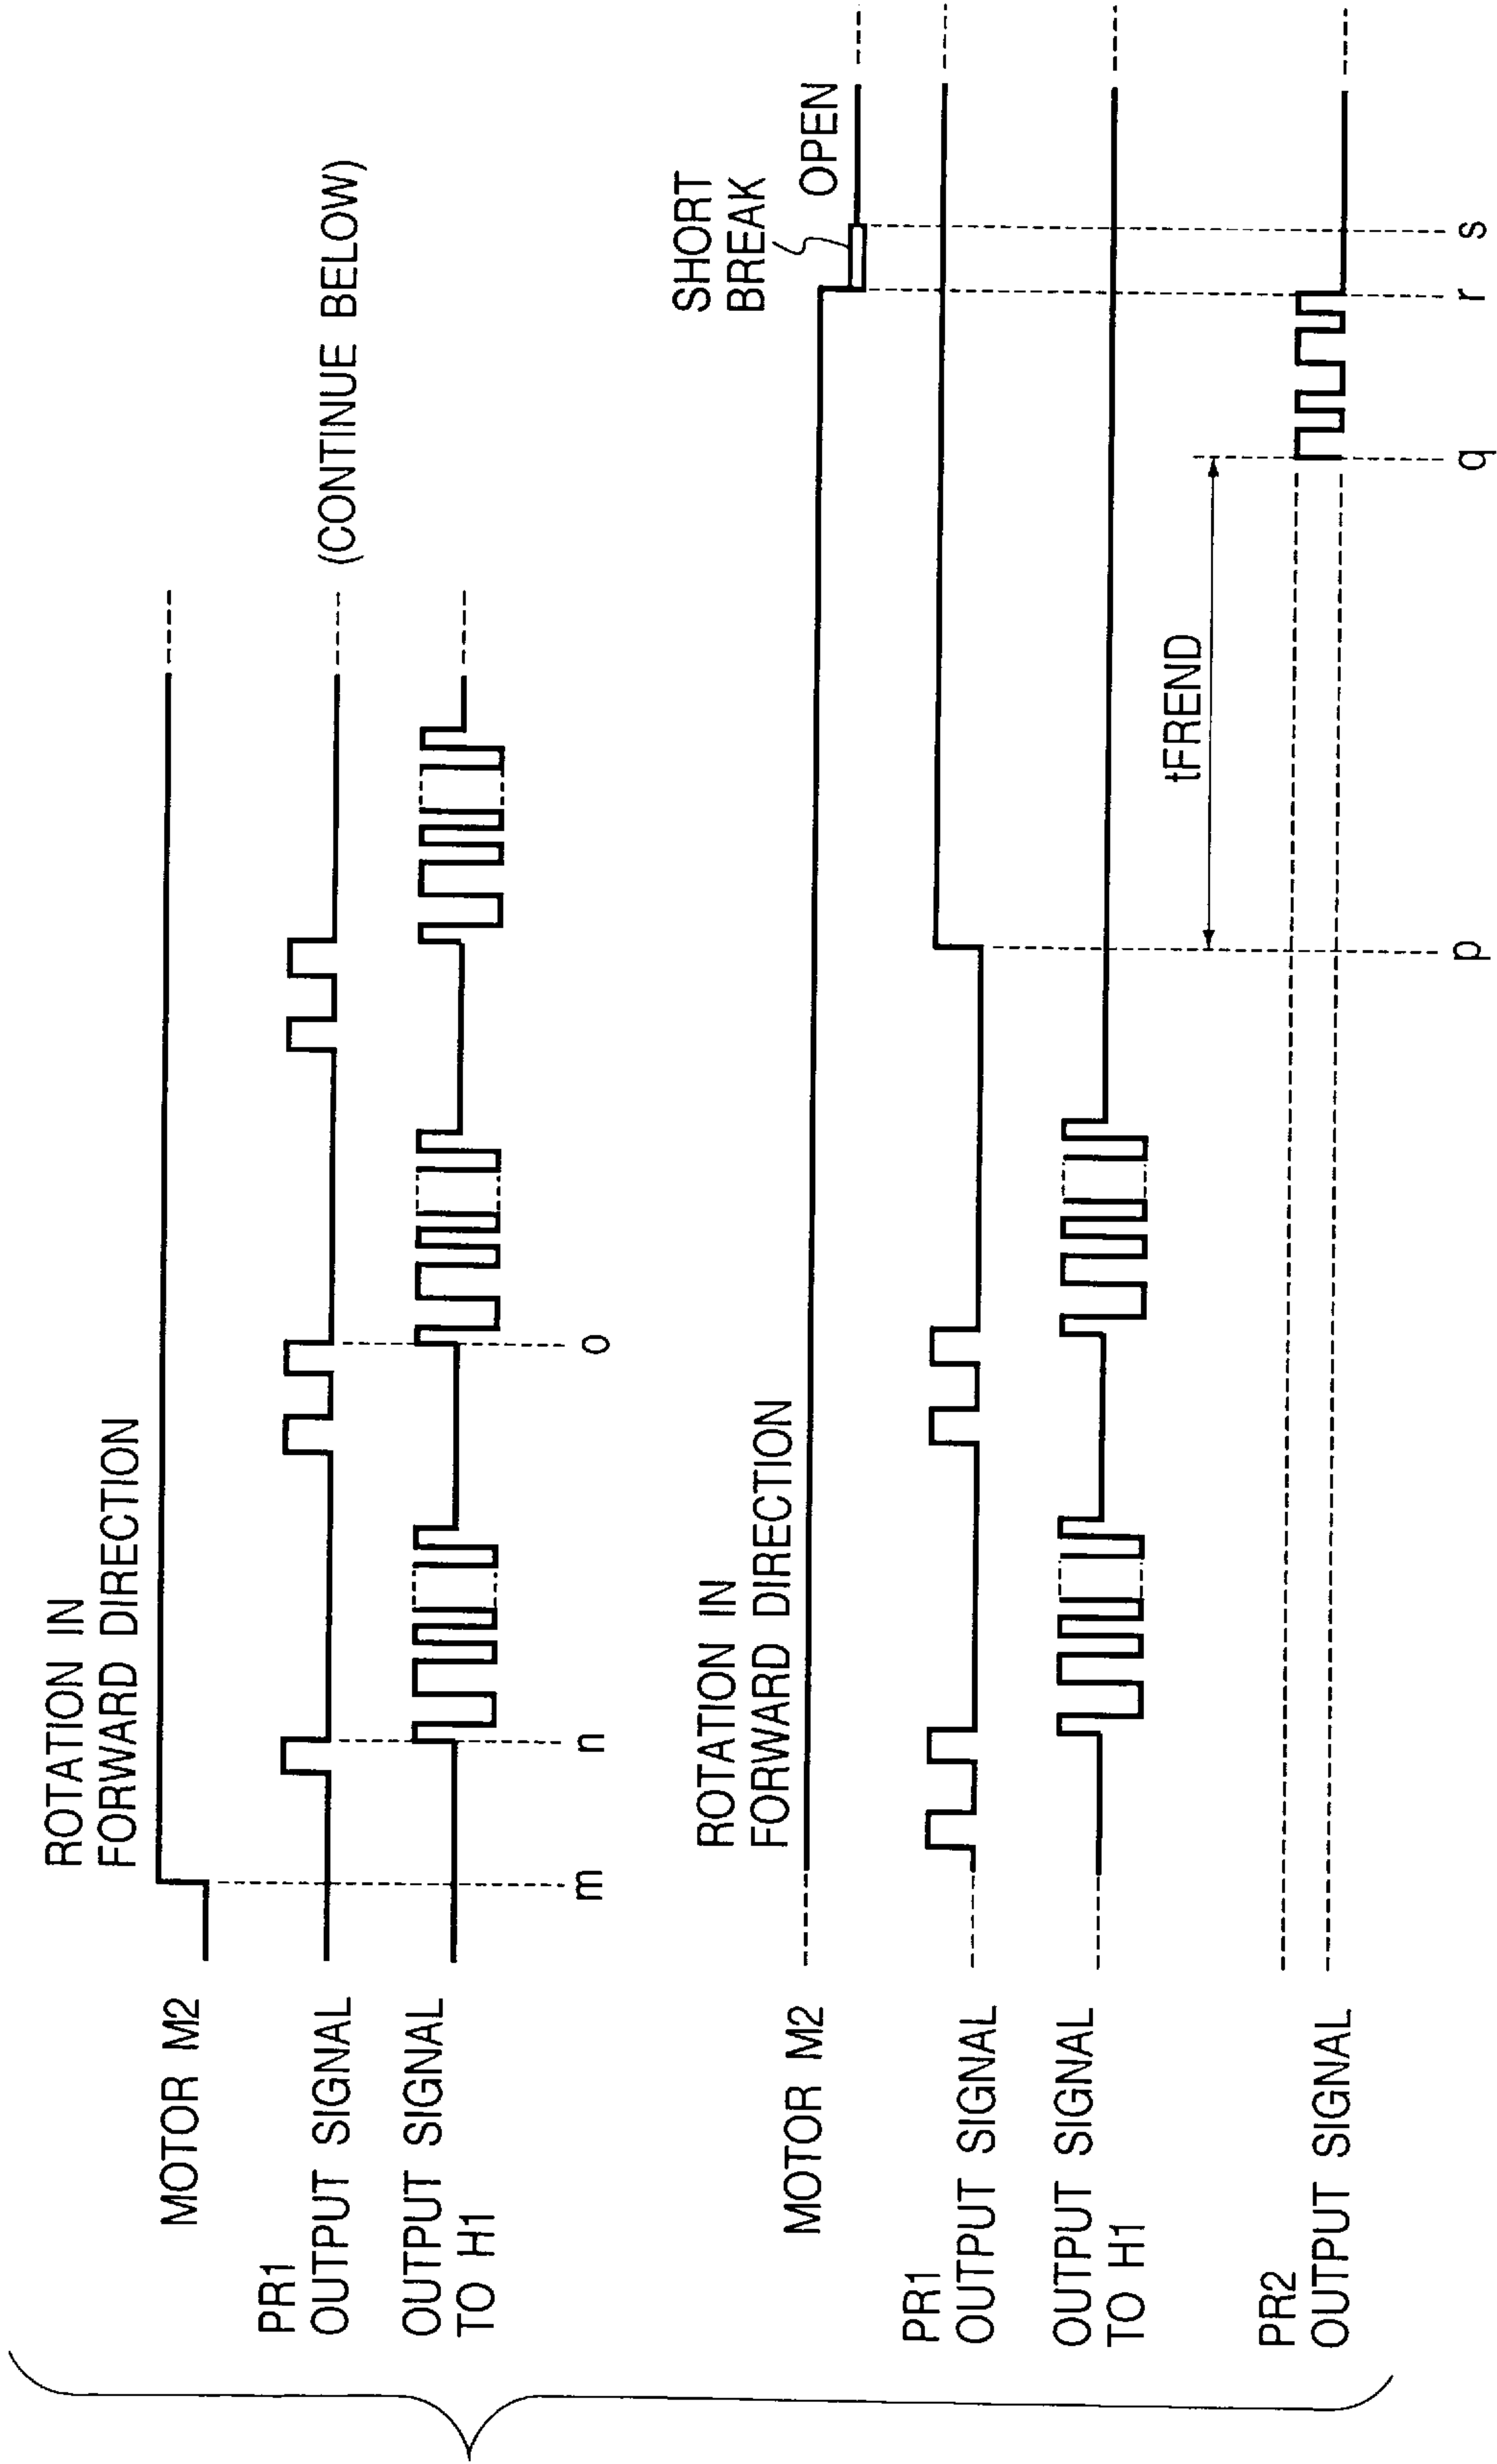 ROTATION IN
FORWARD DIRECTION
MOTOR M2
PR1
OUTPUT SIGNAL
(CONTINUE BELOW)
OUTPUT SIGNAL
TO H1
m
n
o
SHORT
BREAK
OPEN
ROTATION IN
FORWARD DIRECTION
MOTOR M2
PR1
OUTPUT SIGNAL
OUTPUT SIGNAL
TO H1
tFREND
PR2
OUTPUT SIGNAL
p
q
r
s